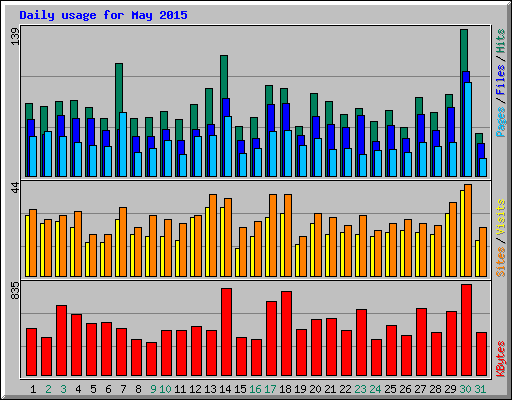 Daily usage for May 2015
139
Pages / Files / Hits
44
Sites / Visits
835
KBytes
1 2 3 4 5 6 7 8 9 10 11 12 13 14 15 16 17 18 19 20 21 22 23 24 25 26 27 28 29 30 31